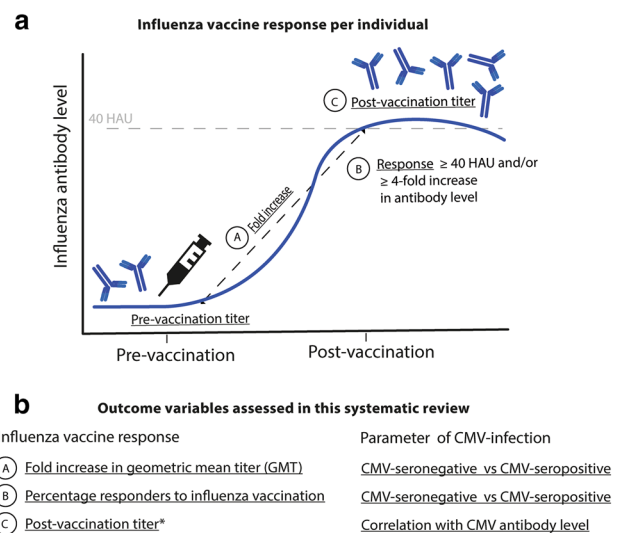 a
Influenza vaccine response per individual
Influenza antibody level
40 HAU
C Post-vaccination titer
B Response ≥ 40 HAU and/or
≥ 4-fold increase
in antibody level
A Fold increase
Pre-vaccination titer
Pre-vaccination
Post-vaccination
b
Outcome variables assessed in this systematic review
nfluenza vaccine response
Parameter of CMV-infection
A Fold increase in geometric mean titer (GMT)
CMV-seronegative vs CMV-seropositive
B Percentage responders to influenza vaccination
CMV-seronegative vs CMV-seropositive
C Post-vaccination titer*
Correlation with CMV antibody level